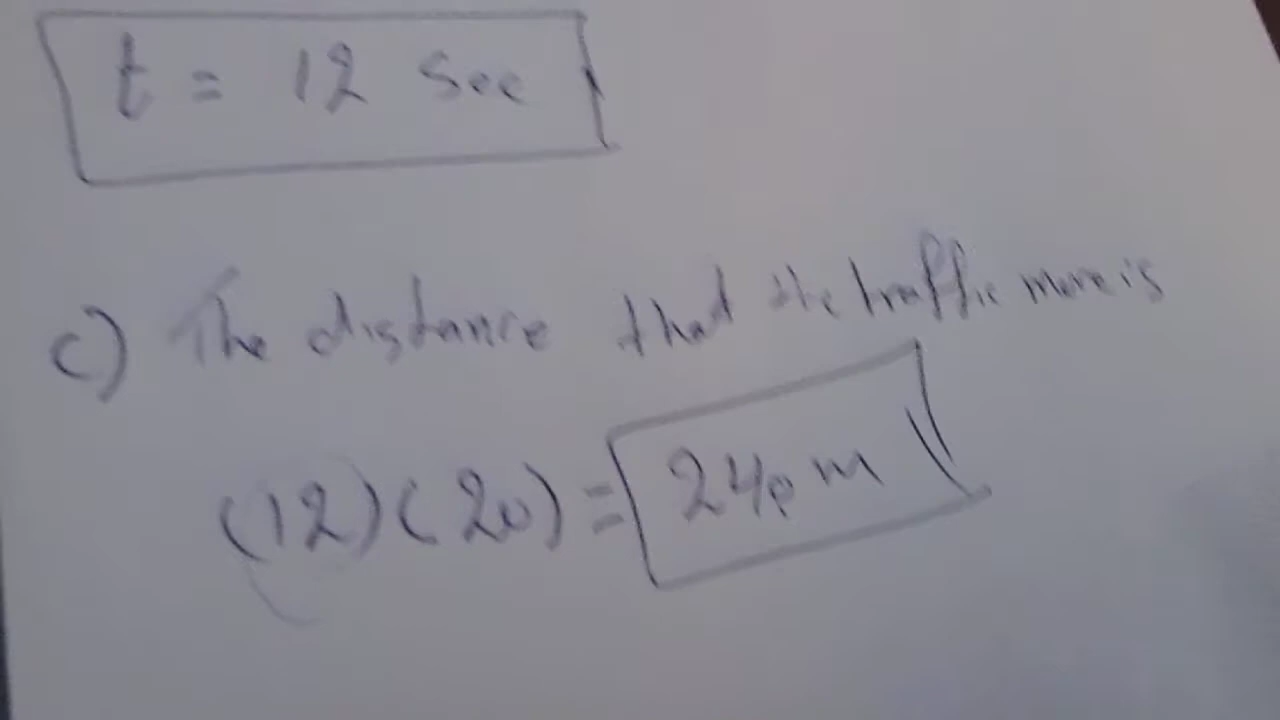 t = 12 Sec
c) The distance that the traffic move is
(12)(20) = 240 m